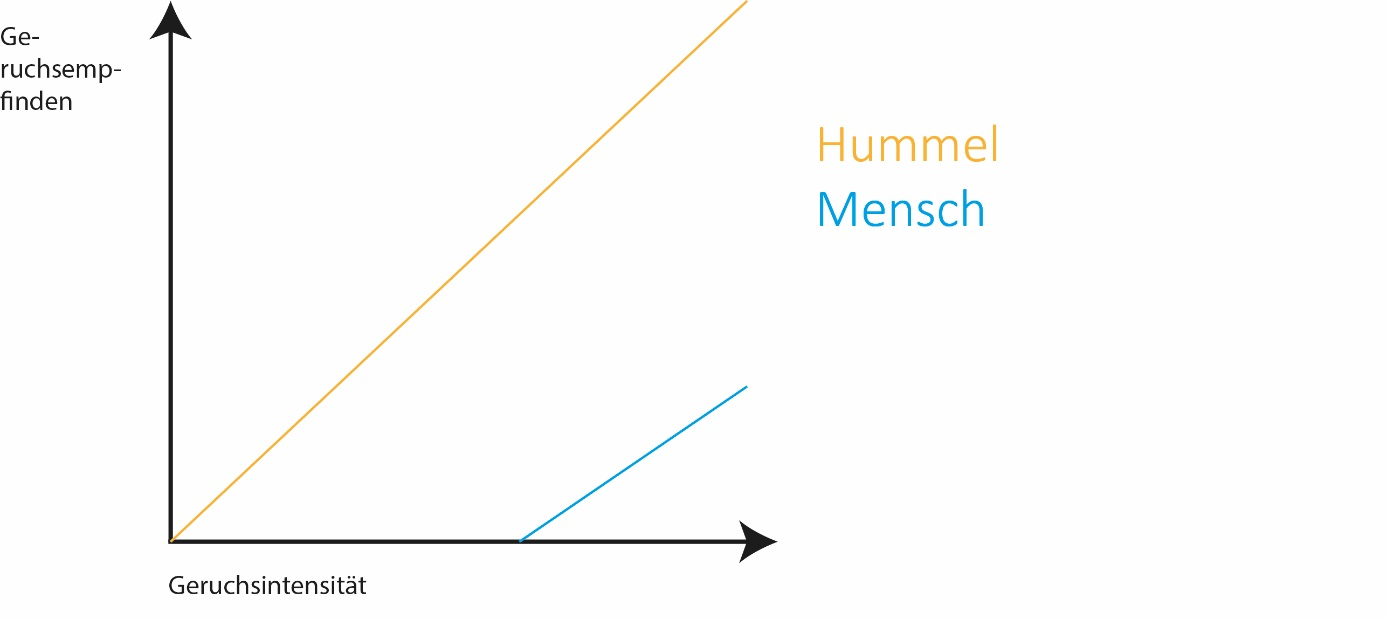 Ge-
ruchsemp-
finden
Hummel
Mensch
Geruchsintensität